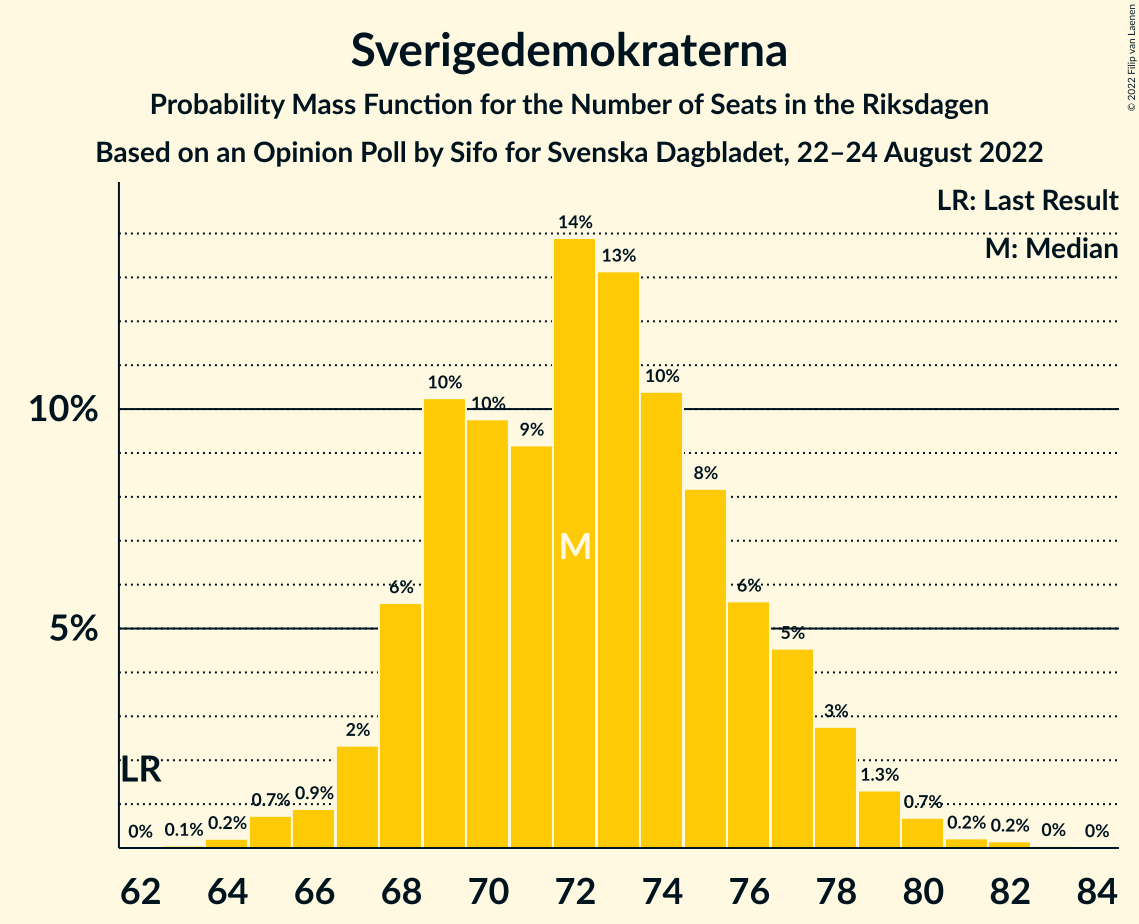 Sverigedemokraterna
Probability Mass Function for the Number of Seats in the Riksdagen
Based on an Opinion Poll by Sifo for Svenska Dagbladet, 22–24 August 2022
© 2022 Filip van Laenen
LR: Last Result
M: Median
10%
5%
LR
M
0%
0.1%
0.2%
0.7%
0.9%
2%
6%
10%
10%
9%
14%
13%
10%
8%
6%
5%
3%
1.3%
0.7%
0.2%
0.2%
0%
0%
62 64 66 68 70 72 74 76 78 80 82 84